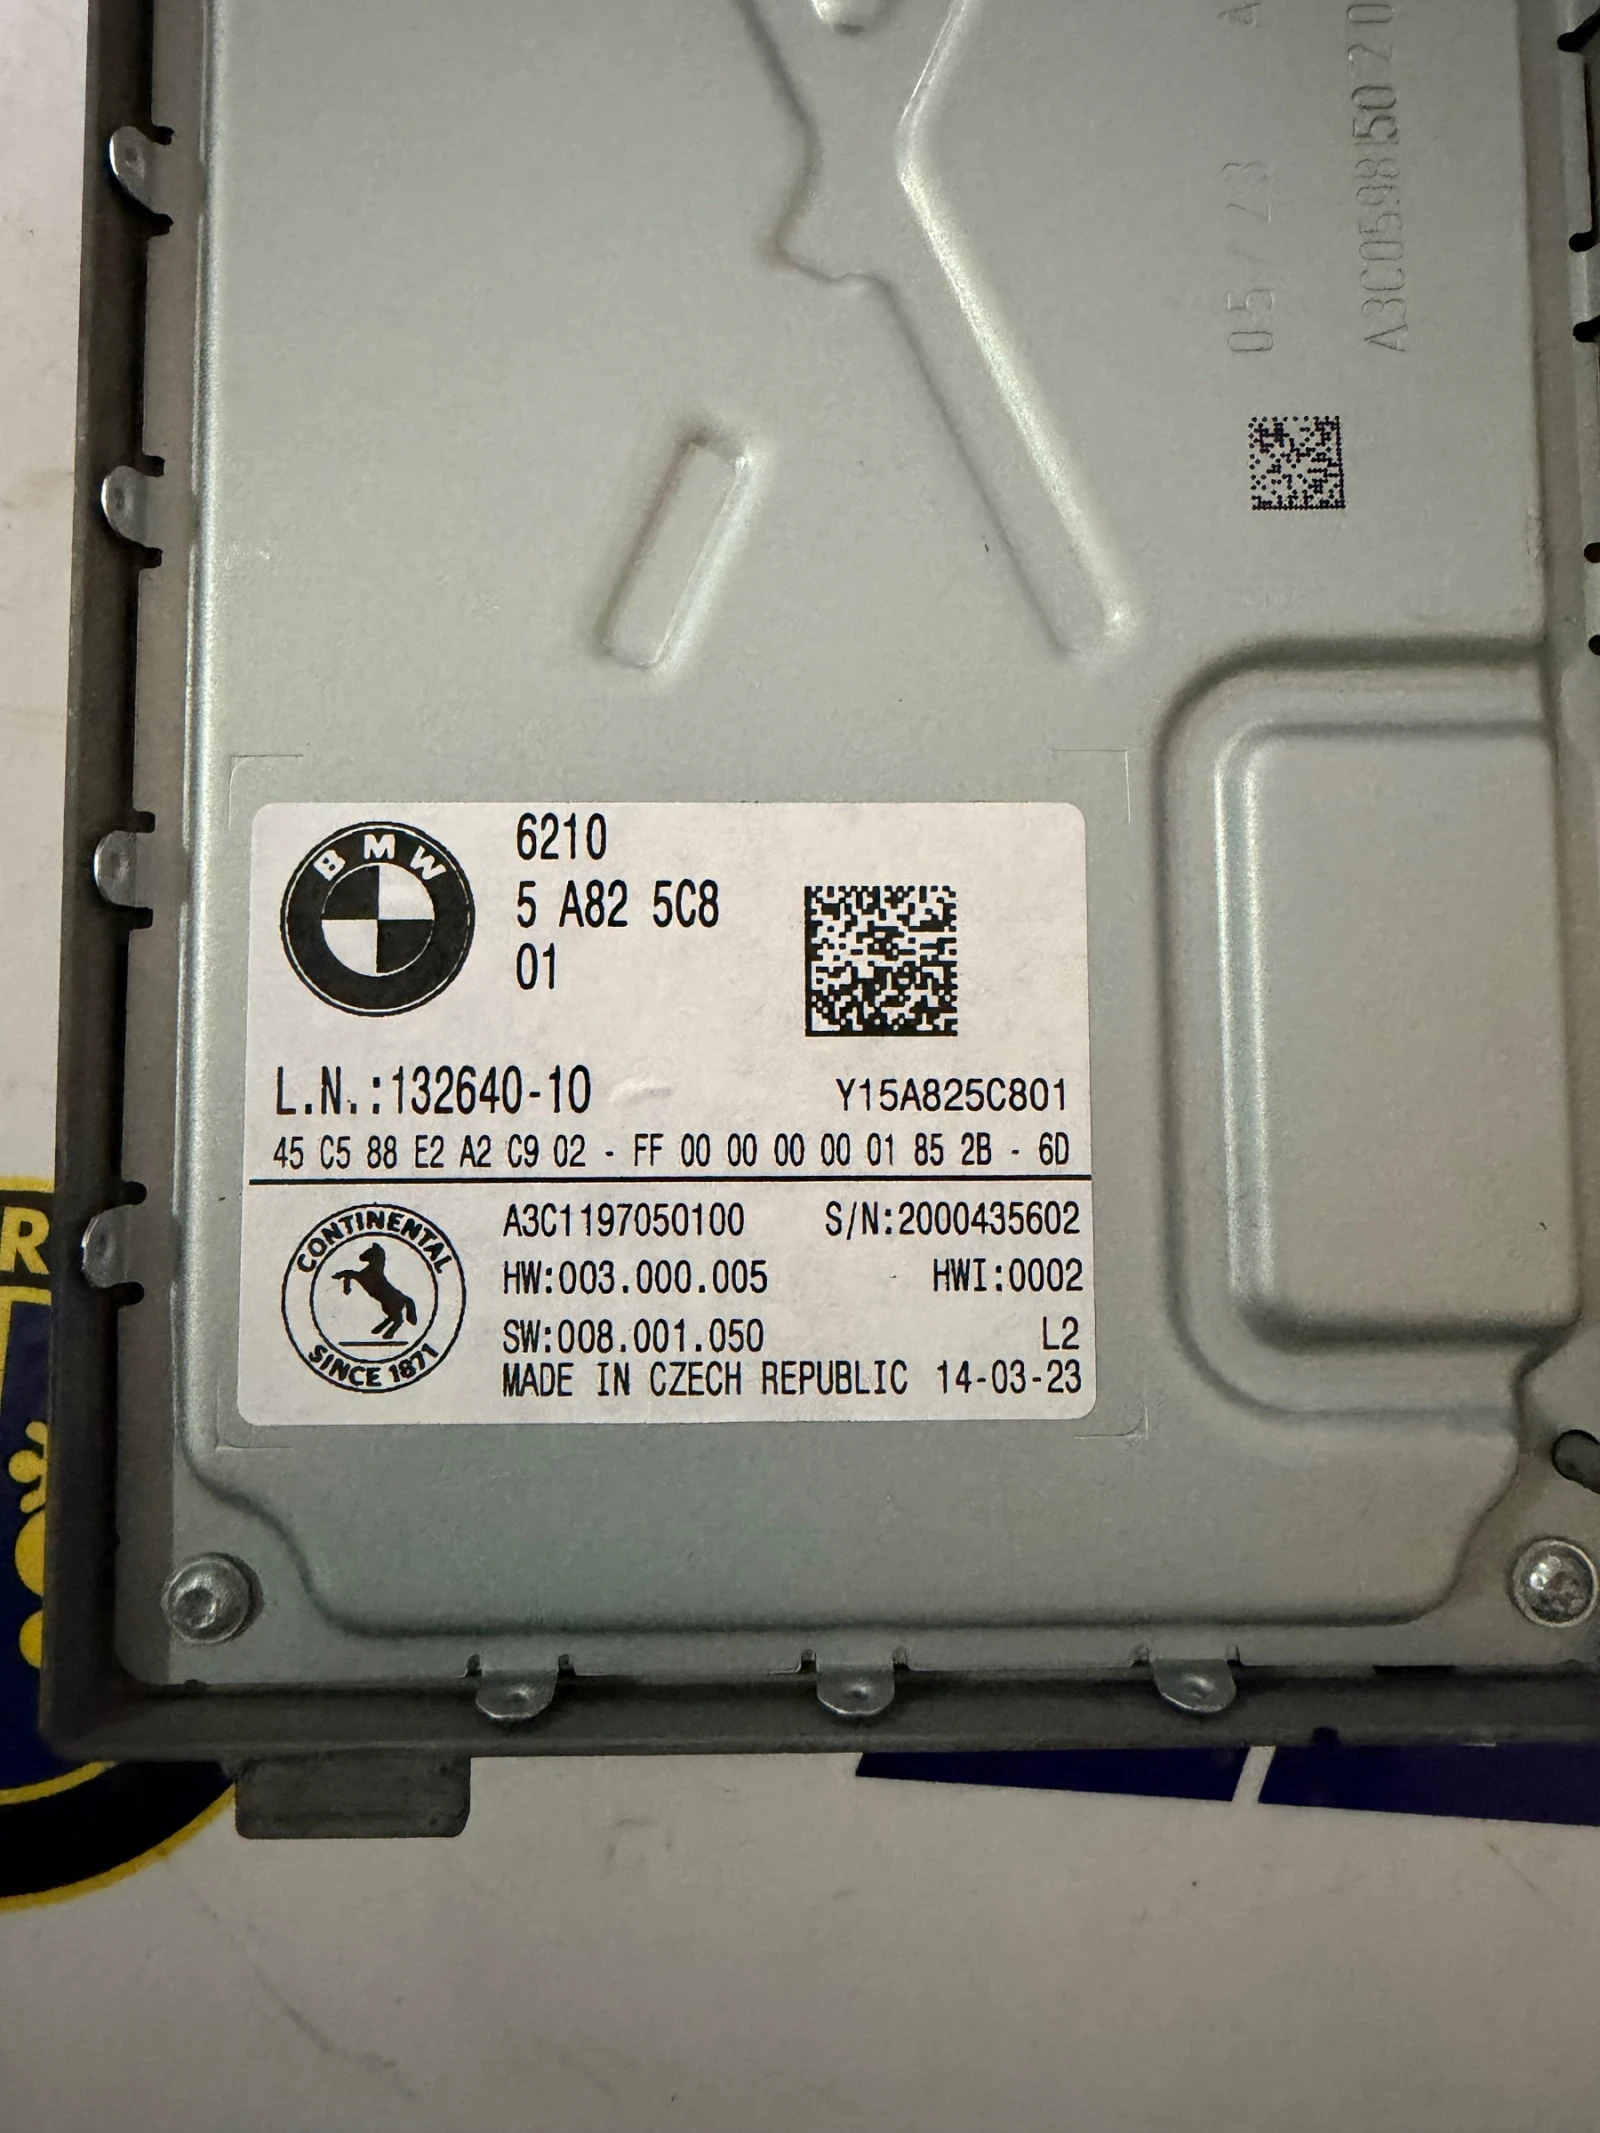 A
05/23
A3C0598150720
BMW
6210
5 A82 5C8
01
L.N.:132640-10
Y15A825C801
45 C5 88 E2 A2 C9 02 - FF 00 00 00 00 01 85 2B - 6D
CONTINENTAL
SINCE 1871
A3C1197050100 S/N:2000435602
HW:003.000.005 HWI:0002
SW:008.001.050 L2
MADE IN CZECH REPUBLIC 14-03-23
R